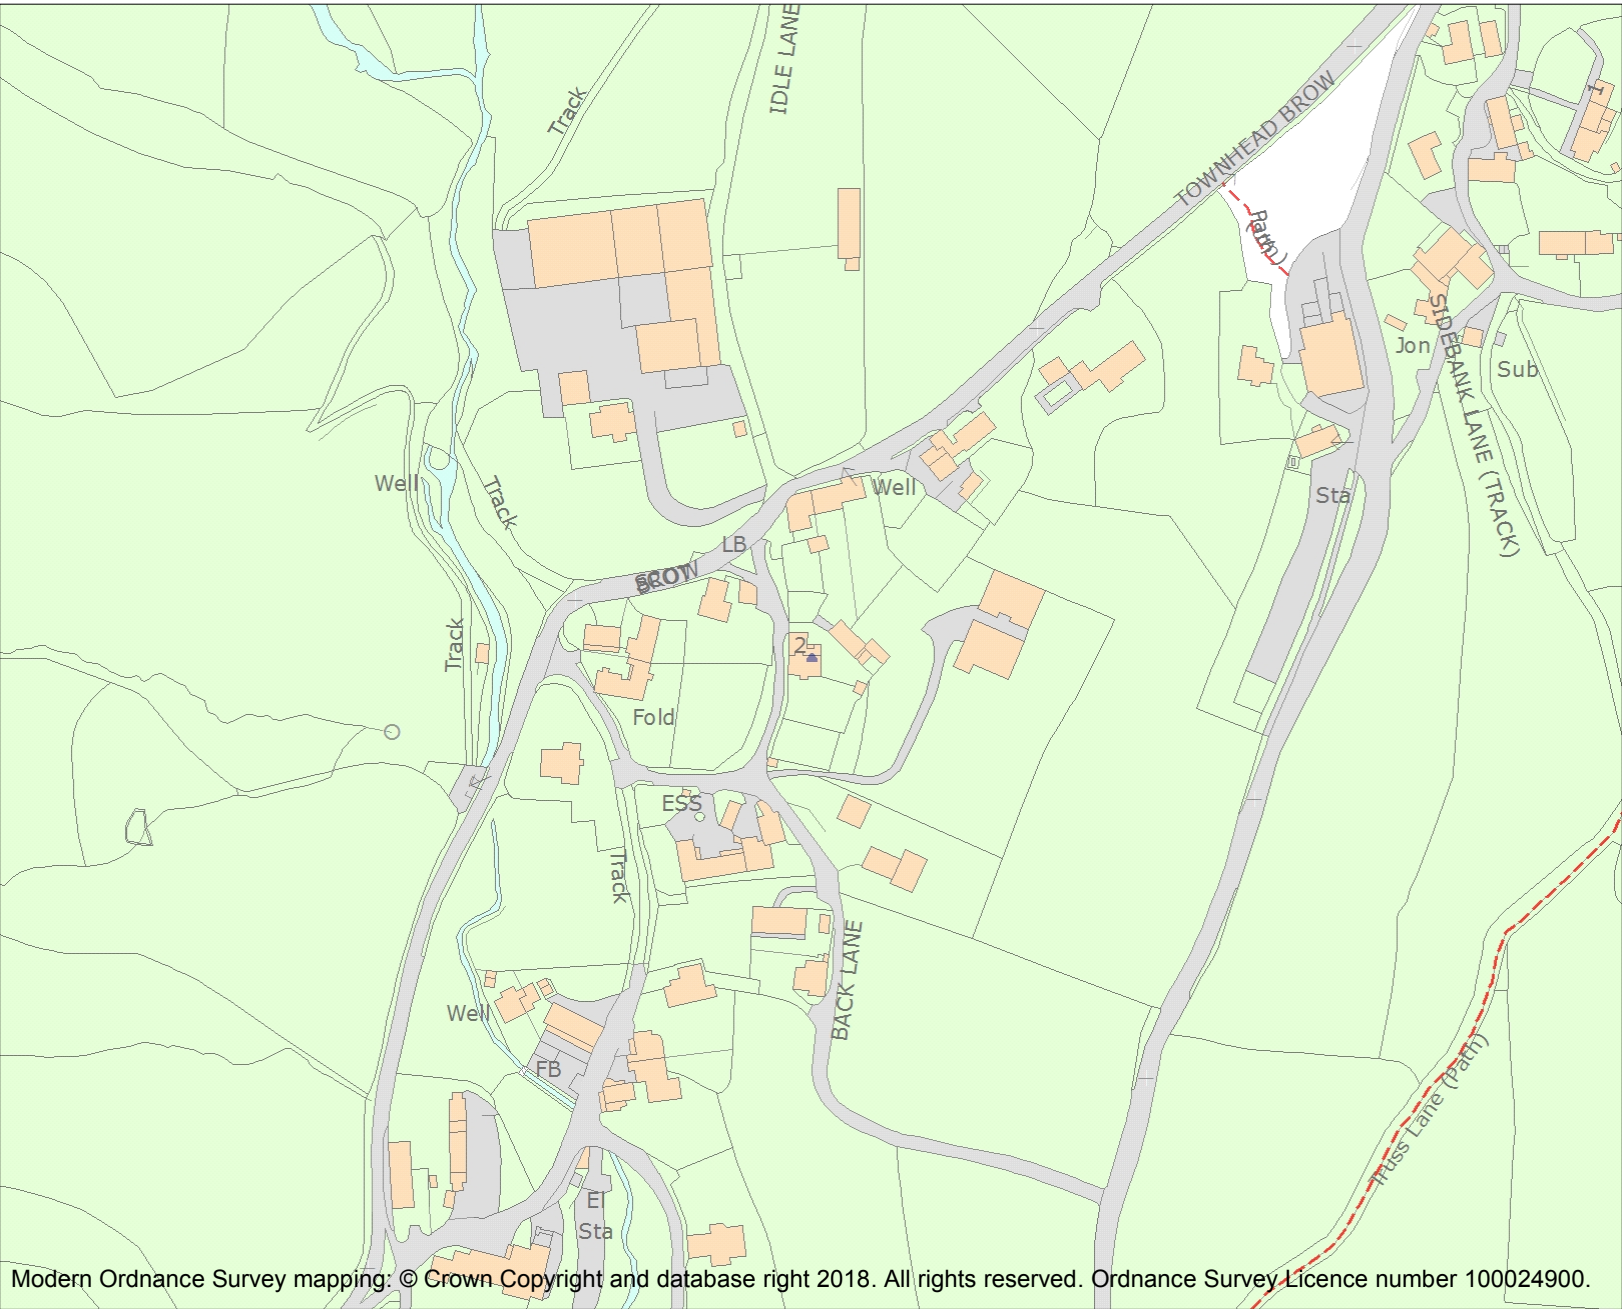 IDLE LANE
Track
TOWNHEAD BROW
1
Path
(um)
SIDEBANK LANE (TRACK)
Jon
Sub
Well
Track
Well
Sta
LB
BROW
Track
2
Fold
ESS
Track
BACK LANE
Well
FB
Truss Lane (Path)
El
Sta
Modern Ordnance Survey mapping: © Crown Copyright and database right 2018. All rights reserved. Ordnance Survey Licence number 100024900.